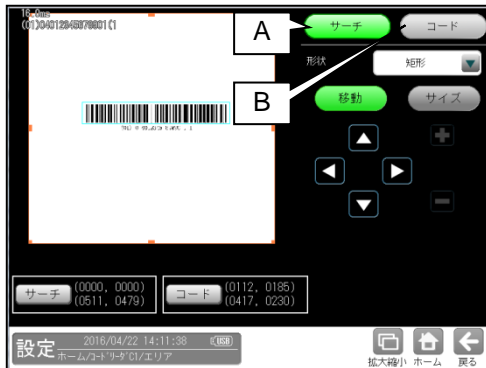 16.0ms
A
サーチ
コード
形状
矩形
B
移動
サイズ
サーチ
(0000, 0000)
(0511, 0479)
コード
(0112, 0185)
(0417, 0230)
設定
2016/04/22 14:11:38
USB
ホーム/コードリーダC1/エリア
拡大縮小
ホーム
戻る